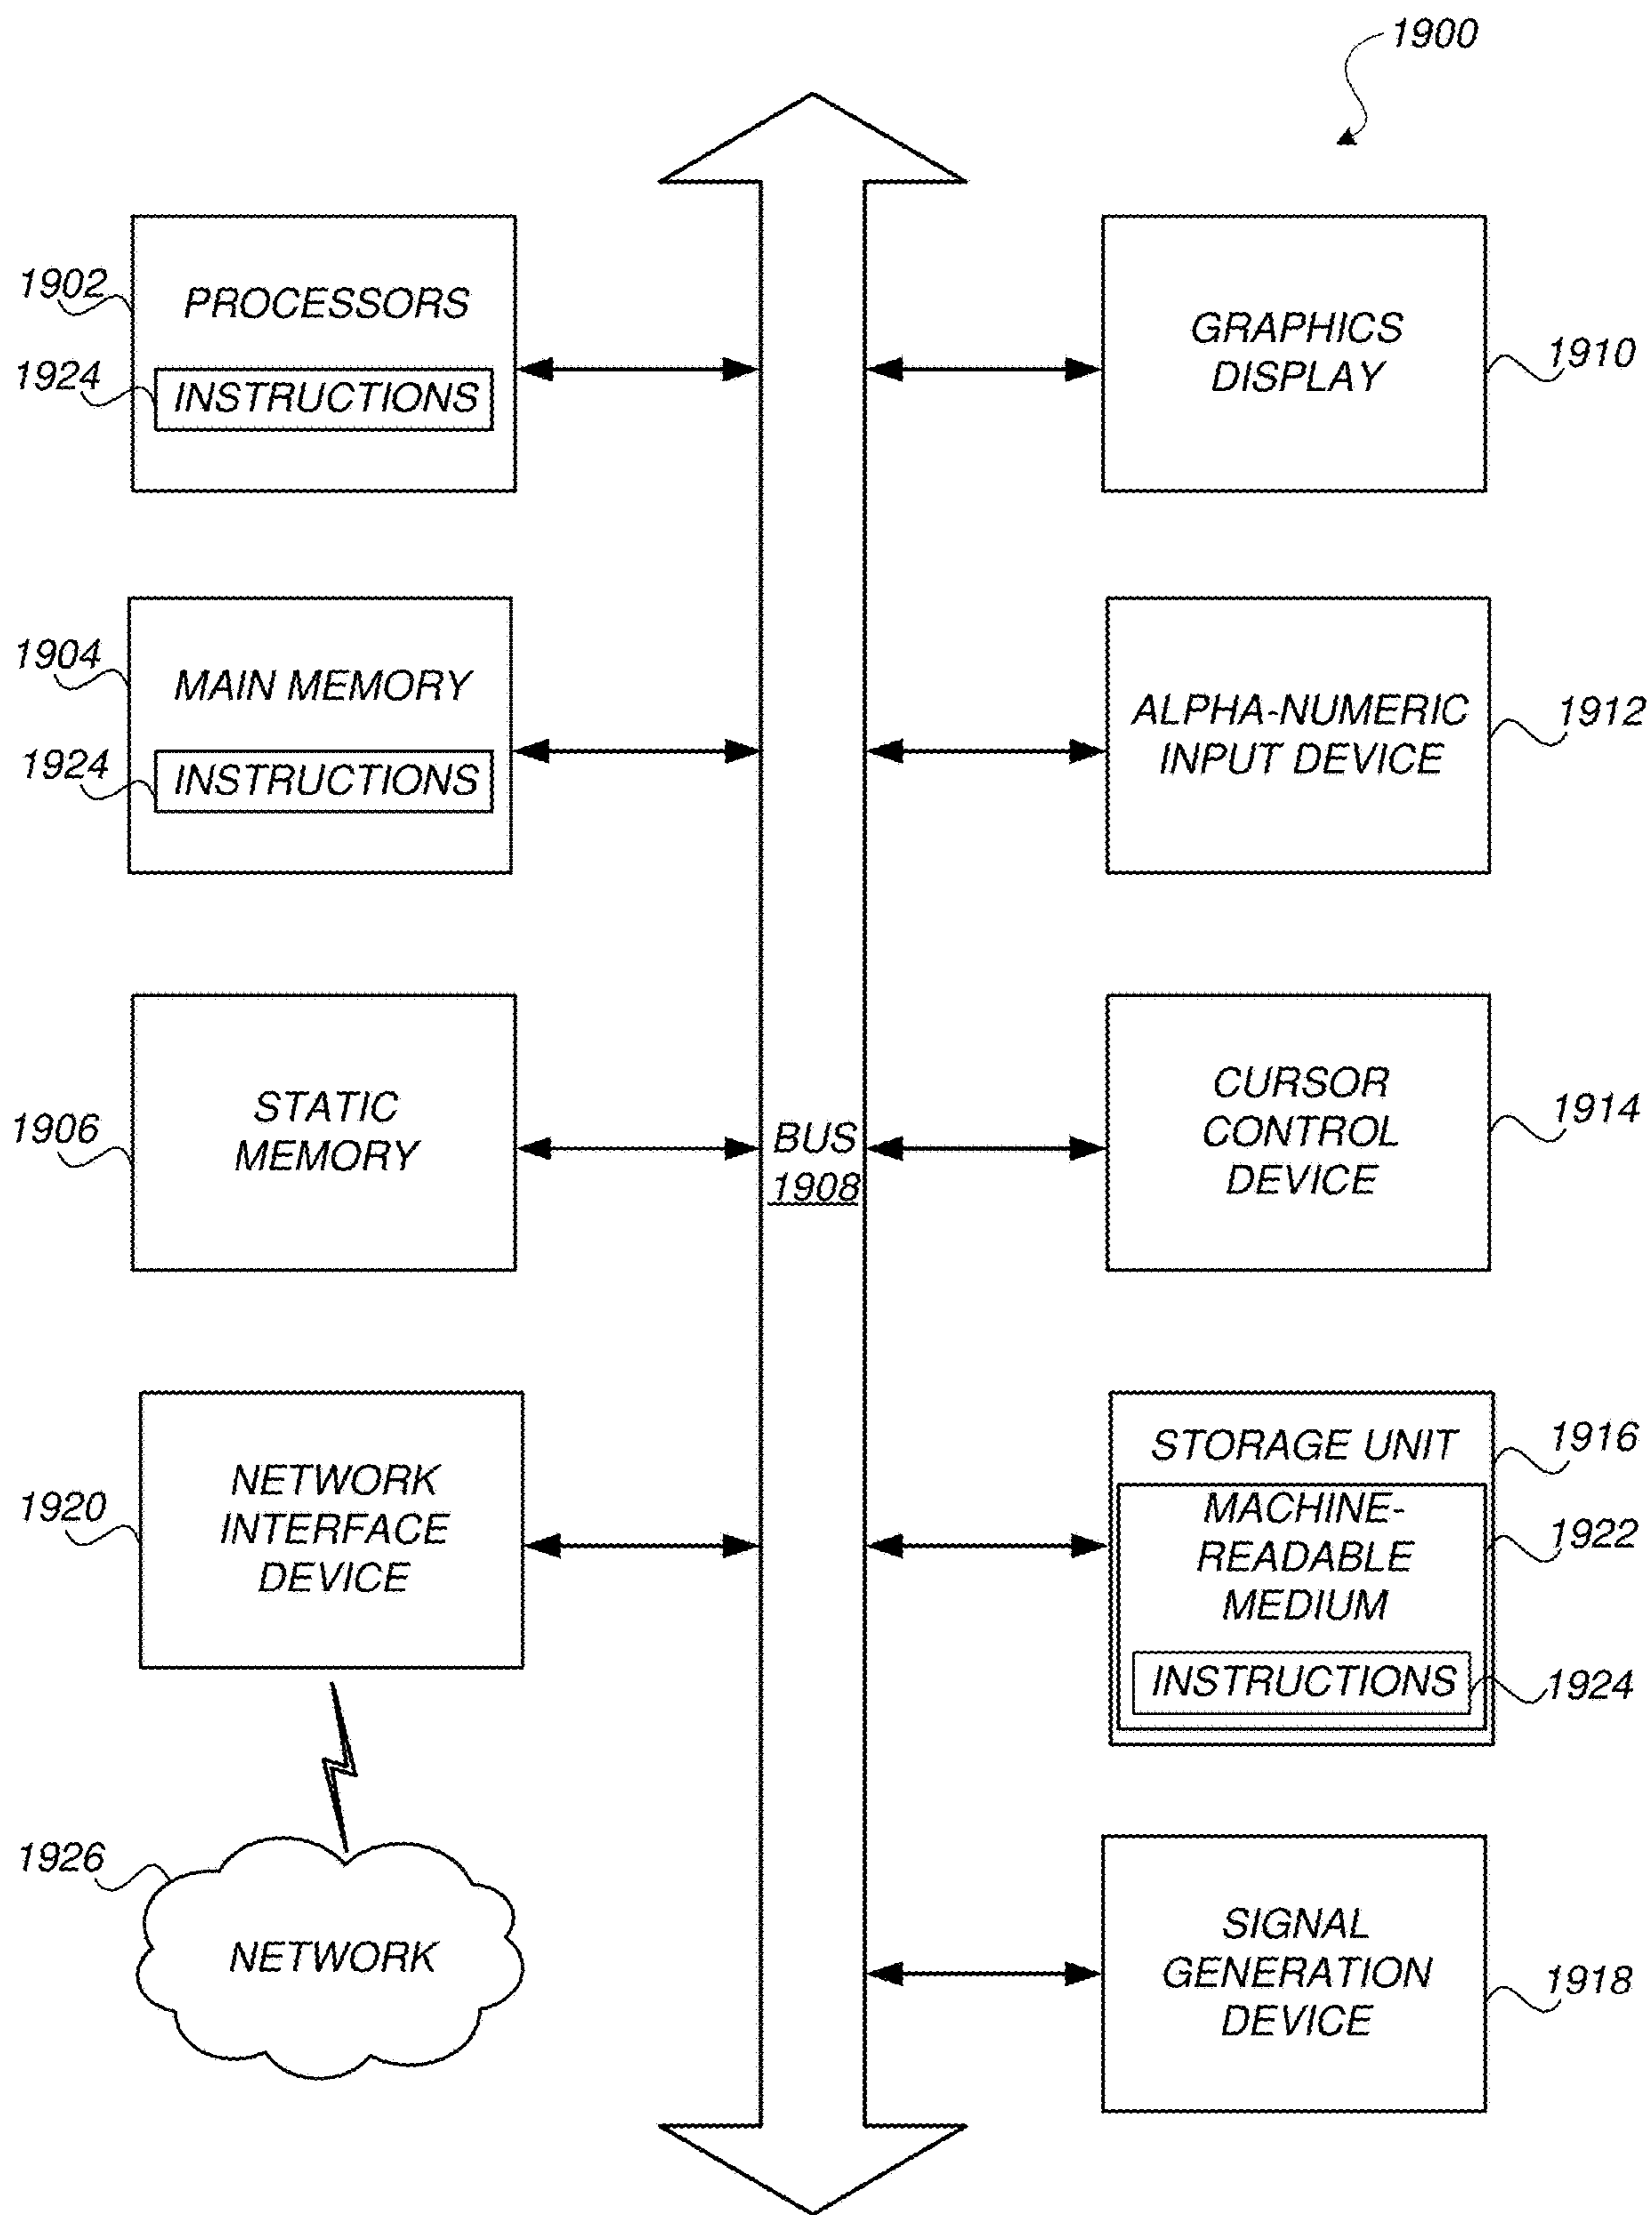 1900
1902
PROCESSORS
1924
INSTRUCTIONS
GRAPHICS
DISPLAY
1910
1904
MAIN MEMORY
1924
INSTRUCTIONS
ALPHA-NUMERIC
INPUT DEVICE
1912
1906
STATIC
MEMORY
BUS
1908
CURSOR
CONTROL
DEVICE
1914
1920
NETWORK
INTERFACE
DEVICE
STORAGE UNIT
1916
MACHINE-
READABLE
MEDIUM
1922
INSTRUCTIONS
1924
1926
NETWORK
SIGNAL
GENERATION
DEVICE
1918